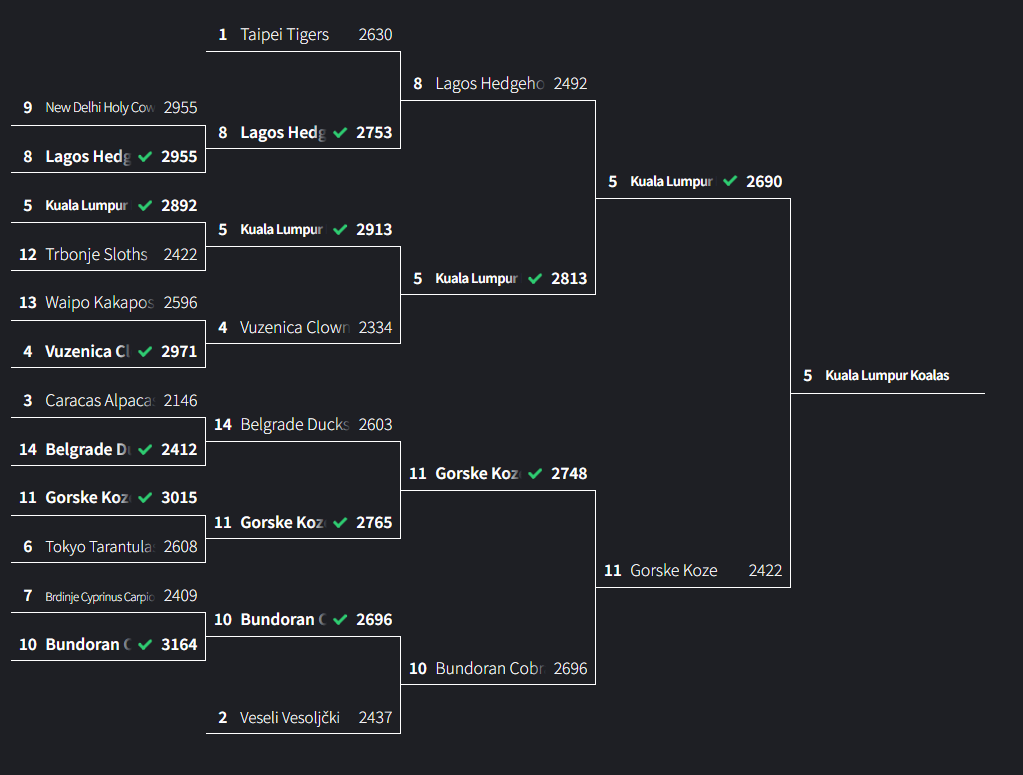 9 New Delhi Holy Cow 2955
8 Lagos Hedg 2955
5 Kuala Lumpur 2892
12 Trbonje Sloths 2422
13 Waipo Kakapos 2596
4 Vuzenica Cl 2971
3 Caracas Alpacas 2146
14 Belgrade Du 2412
11 Gorske Koze 3015
6 Tokyo Tarantulas 2608
7 Brdinje Cyprinus Carpio 2409
10 Bundoran C 3164
1 Taipei Tigers 2630
8 Lagos Hedg 2753
5 Kuala Lumpur 2913
4 Vuzenica Clown 2334
14 Belgrade Ducks 2603
11 Gorske Koze 2765
10 Bundoran C 2696
2 Veseli Vesoljčki 2437
8 Lagos Hedgeho 2492
5 Kuala Lumpur 2813
11 Gorske Koze 2748
10 Bundoran Cobr 2696
5 Kuala Lumpur 2690
11 Gorske Koze 2422
5 Kuala Lumpur Koalas